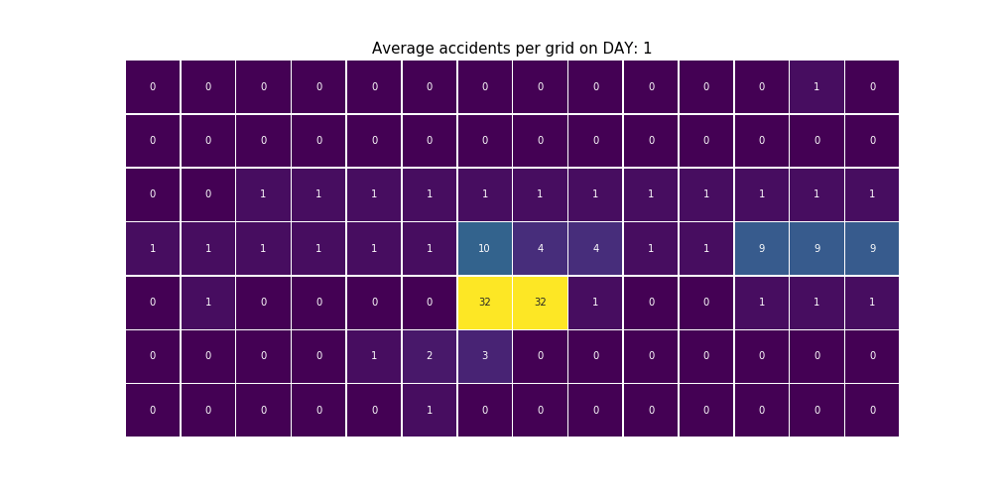 Average accidents per grid on DAY: 1
0 0 0 0 0 0 0 0 0 0 0 0 1 0
0 0 0 0 0 0 0 0 0 0 0 0 0 0
0 0 1 1 1 1 1 1 1 1 1 1 1 1
1 1 1 1 1 1 10 4 4 1 1 9 9 9
0 1 0 0 0 0 32 32 1 0 0 1 1 1
0 0 0 0 1 2 3 0 0 0 0 0 0 0
0 0 0 0 0 1 0 0 0 0 0 0 0 0